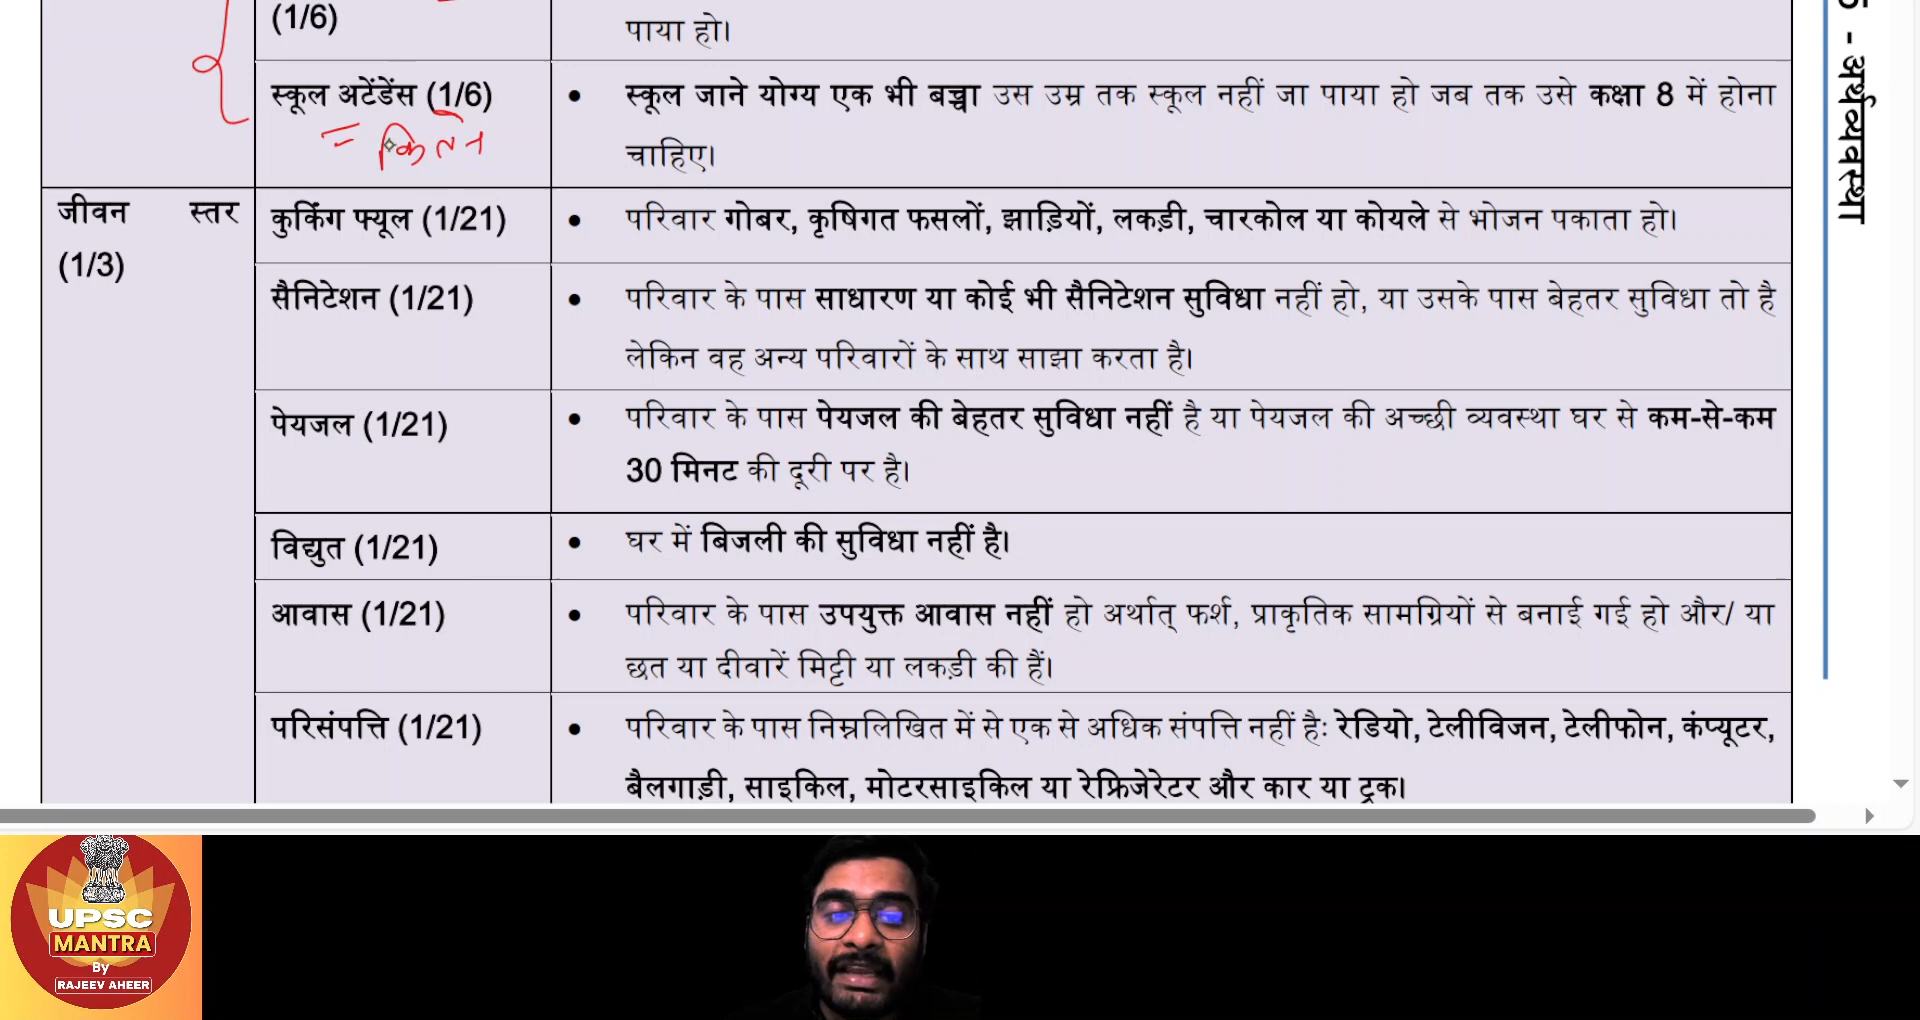 (1/6)
पाया हो।
स्कूल अटेंडेंस (1/6)
• स्कूल जाने योग्य एक भी बच्चा उस उम्र तक स्कूल नहीं जा पाया हो जब तक उसे कक्षा 8 में होना
चाहिए।
जीवन स्तर
(1/3)
कुकिंग फ्यूल (1/21)
• परिवार गोबर, कृषिगत फसलों, झाड़ियों, लकड़ी, चारकोल या कोयले से भोजन पकाता हो।
सैनिटेशन (1/21)
• परिवार के पास साधारण या कोई भी सैनिटेशन सुविधा नहीं हो, या उसके पास बेहतर सुविधा तो है
लेकिन वह अन्य परिवारों के साथ साझा करता है।
पेयजल (1/21)
• परिवार के पास पेयजल की बेहतर सुविधा नहीं है या पेयजल की अच्छी व्यवस्था घर से कम-से-कम
30 मिनट की दूरी पर है।
विद्युत (1/21)
• घर में बिजली की सुविधा नहीं है।
आवास (1/21)
• परिवार के पास उपयुक्त आवास नहीं हो अर्थात् फर्श, प्राकृतिक सामग्रियों से बनाई गई हो और/ या
छत या दीवारें मिट्टी या लकड़ी की हैं।
परिसंपत्ति (1/21)
• परिवार के पास निम्नलिखित में से एक से अधिक संपत्ति नहीं है: रेडियो, टेलीविजन, टेलीफोन, कंप्यूटर,
बैलगाड़ी, साइकिल, मोटरसाइकिल या रेफ्रिजेरेटर और कार या ट्रक।
- अर्थव्यवस्था
UPSC
MANTRA
By
RAJEEV AHEER